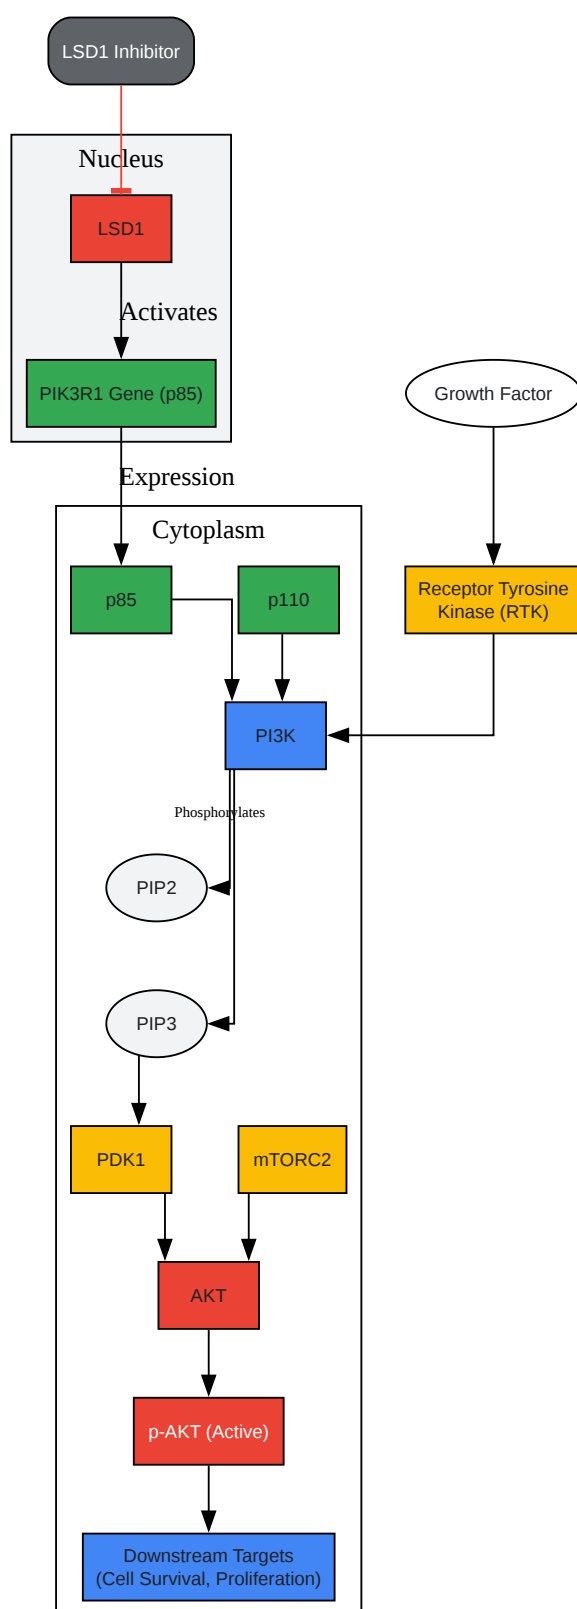 LSD1 Inhibitor
Nucleus
LSD1
Activates
PIK3R1 Gene (p85)
Growth Factor
Expression
Cytoplasm
p85
p110
Receptor Tyrosine
Kinase (RTK)
PI3K
Phosphorylates
PIP2
PIP3
PDK1
mTORC2
AKT
p-AKT (Active)
Downstream Targets
(Cell Survival, Proliferation)